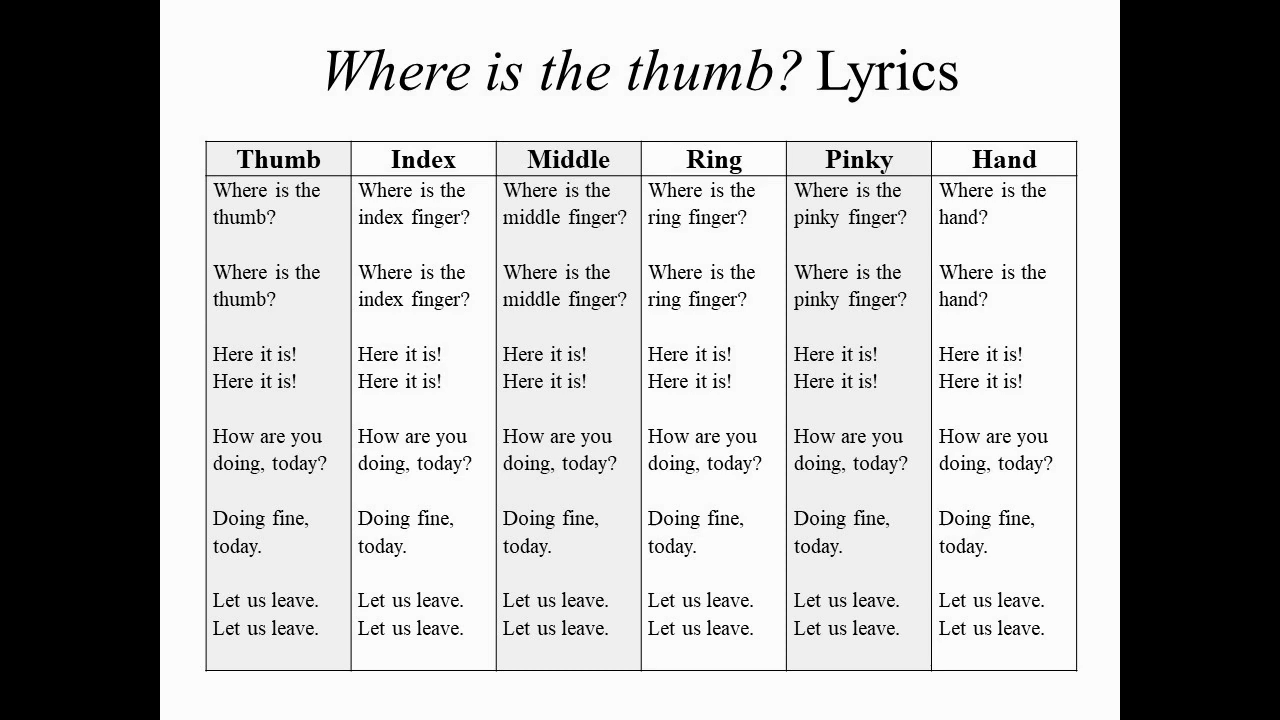 Where is the thumb? Lyrics
Thumb
Where is the
thumb?
Where is the
thumb?
Here it is!
Here it is!
How are you
doing, today?
Doing fine,
today.
Let us leave.
Let us leave.
Index
Where is the
index finger?
Where is the
index finger?
Here it is!
Here it is!
How are you
doing, today?
Doing fine,
today.
Let us leave.
Let us leave.
Middle
Where is the
middle finger?
Where is the
middle finger?
Here it is!
Here it is!
How are you
doing, today?
Doing fine,
today.
Let us leave.
Let us leave.
Ring
Where is the
ring finger?
Where is the
ring finger?
Here it is!
Here it is!
How are you
doing, today?
Doing fine,
today.
Let us leave.
Let us leave.
Pinky
Where is the
pinky finger?
Where is the
pinky finger?
Here it is!
Here it is!
How are you
doing, today?
Doing fine,
today.
Let us leave.
Let us leave.
Hand
Where is the
hand?
Where is the
hand?
Here it is!
Here it is!
How are you
doing, today?
Doing fine,
today.
Let us leave.
Let us leave.